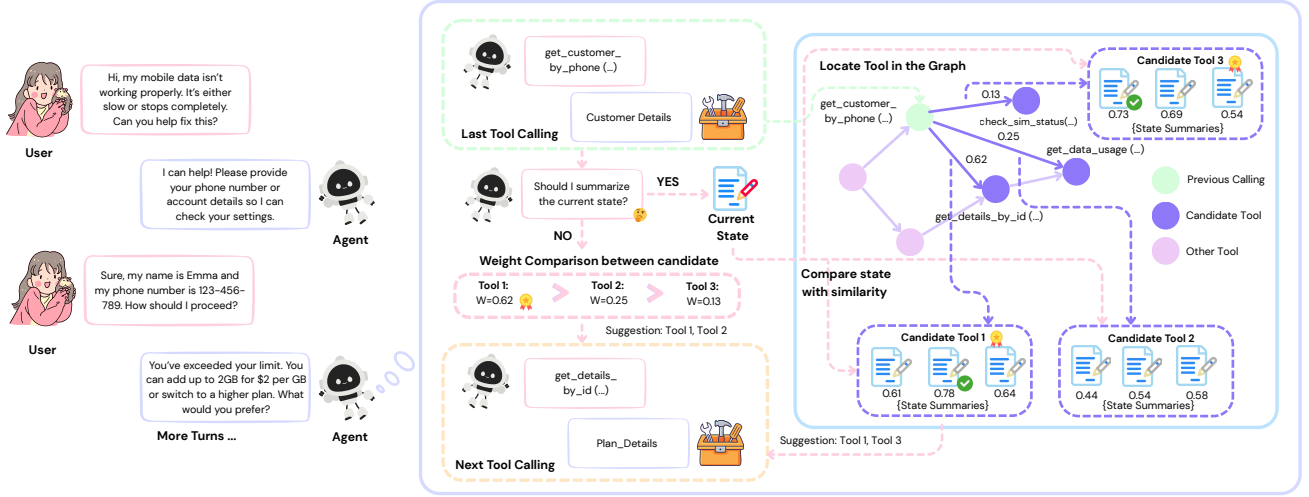 Hi, my mobile data isn't
working properly. It's either
slow or stops completely.
Can you help fix this?
User
I can help! Please provide
your phone number or
account details so I can
check your settings.
Agent
Sure, my name is Emma and
my phone number is 123-456-
789. How should I proceed?
User
You've exceeded your limit. You
can add up to 2GB for $2 per GB
or switch to a higher plan. What
would you prefer?
More Turns ...
Agent
get_customer_
by_phone (...)
Customer Details
Last Tool Calling
Should I summarize
the current state?
YES
Current
State
NO
Weight Comparison between candidate
Tool 1:
W=0.62
Tool 2:
W=0.25
Tool 3:
W=0.13
Suggestion: Tool 1, Tool 2
get_details_
by_id (...)
Plan_Details
Next Tool Calling
Locate Tool in the Graph
get_customer_
by_phone (...)
0.13
check_sim_status(...)
0.25
get_data_usage (...)
0.62
get_details_by_id (...)
Candidate Tool 3
0.73
0.69
0.54
{State Summaries}
Previous Calling
Candidate Tool
Other Tool
Compare state
with similarity
Candidate Tool 1
0.61
0.78
0.64
{State Summaries}
Candidate Tool 2
0.44
0.54
0.58
{State Summaries}
Suggestion: Tool 1, Tool 3